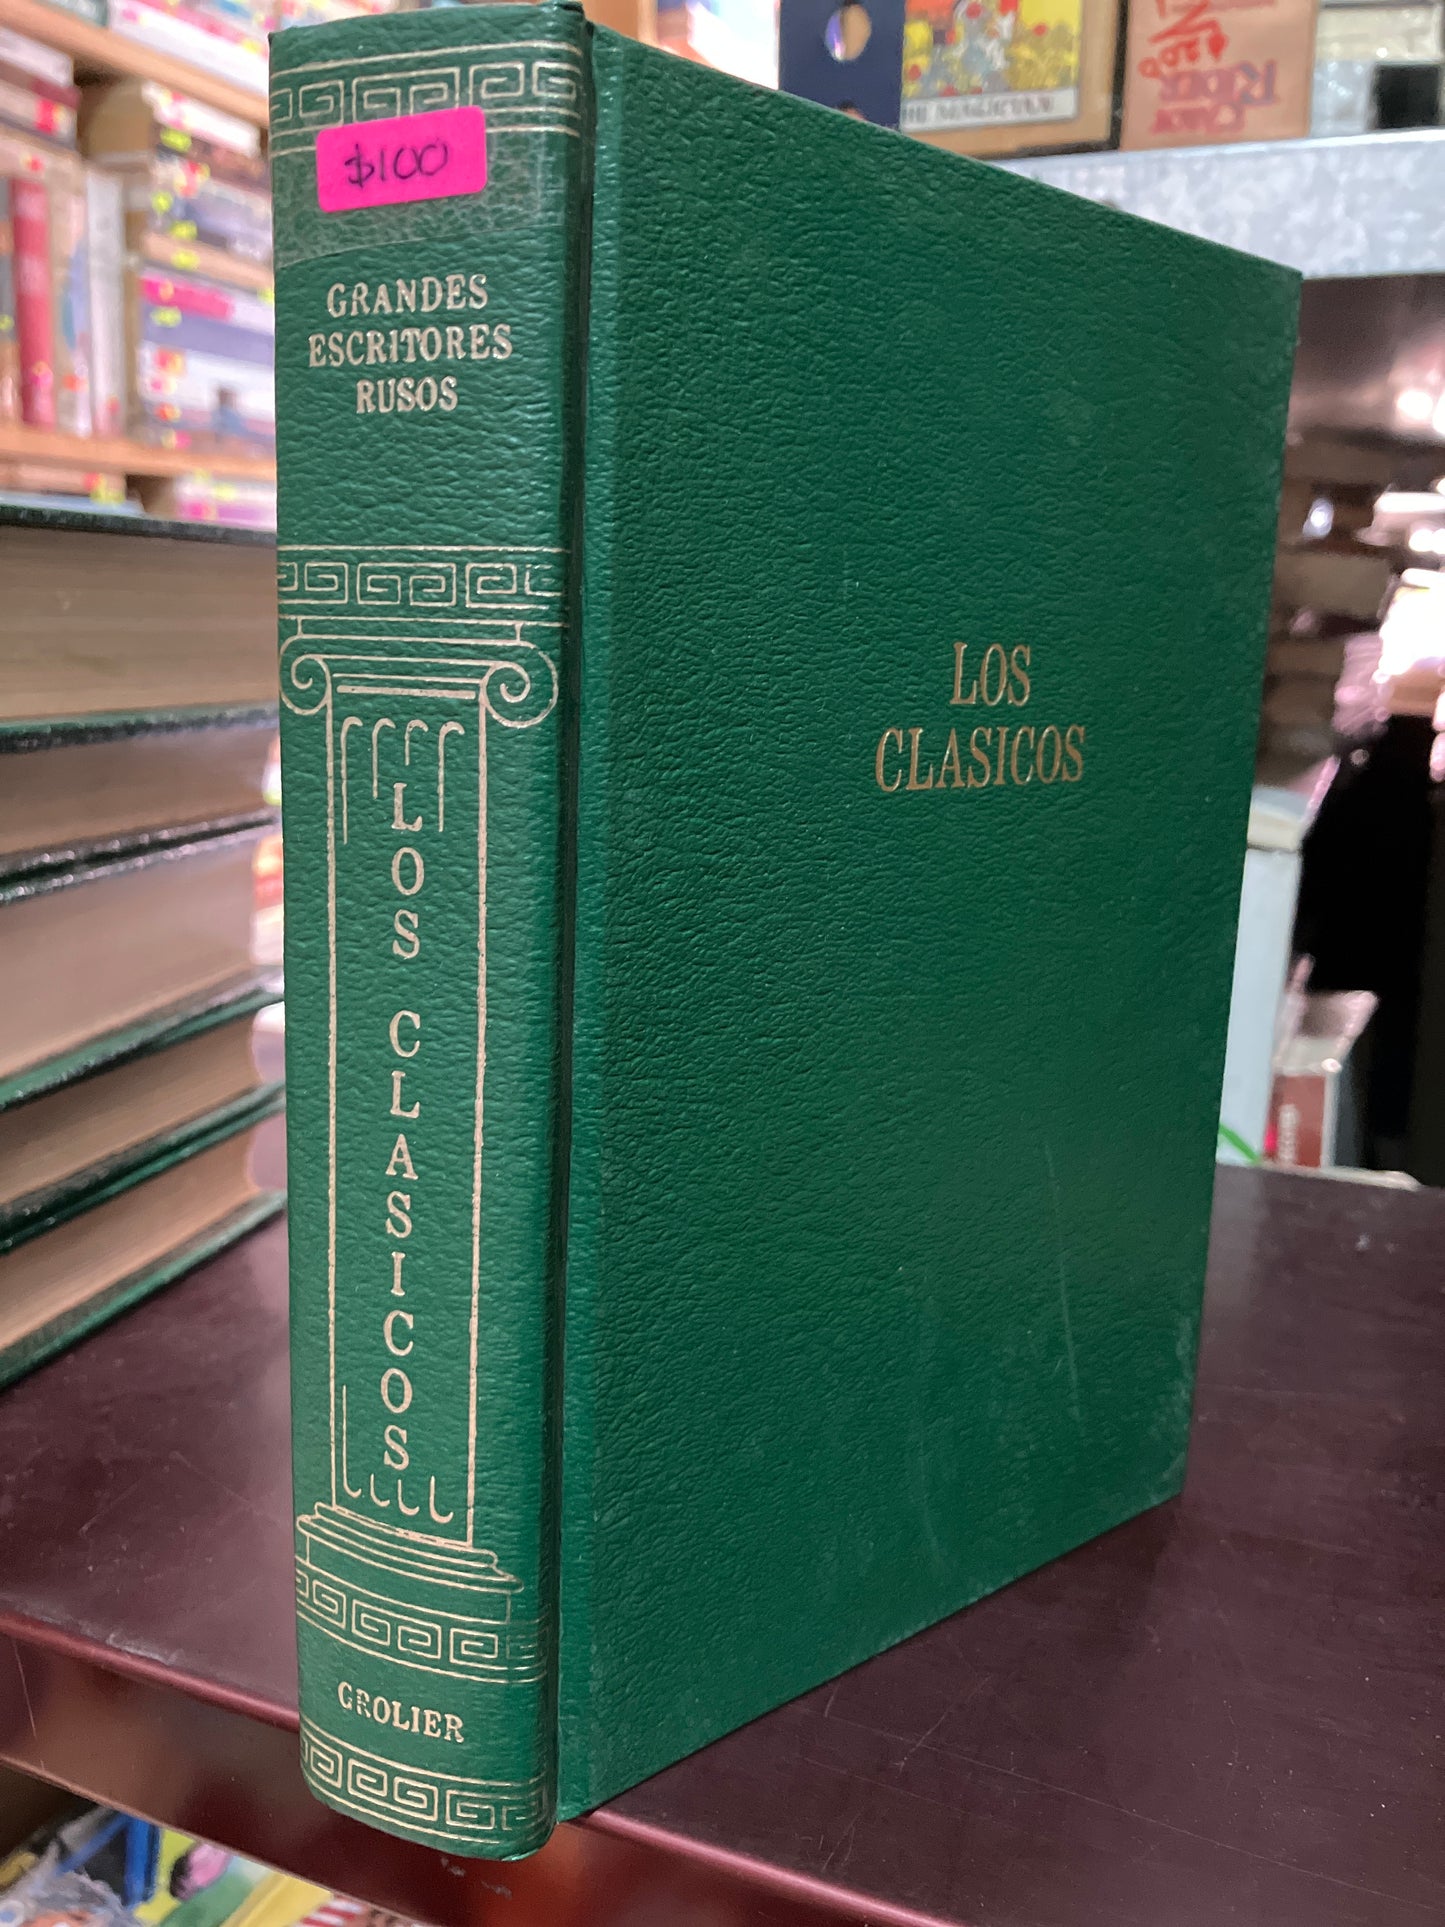 $100
GRANDES
ESCRITORES
RUSOS
LOS CLASICOS
GROLIER
LOS
CLASICOS